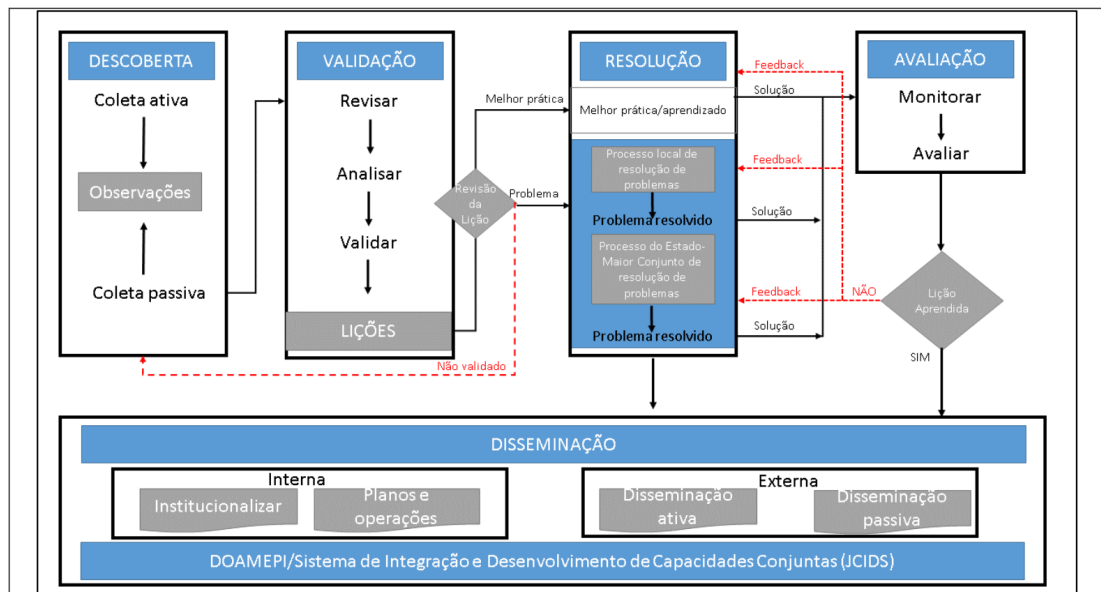 DESCOBERTA
Coleta ativa
Observações
Coleta passiva
VALIDAÇÃO
Revisar
Analisar
Validar
LIÇÕES
Melhor prática
Revisão
da
Lição
Problema
Não validado
RESOLUÇÃO
Melhor prática/aprendizado
Processo local de
resolução de
problemas
Problema resolvido
Processo do Estado-
Maior Conjunto de
resolução de
problemas
Problema resolvido
Feedback
Solução
Feedback
Solução
Feedback
Solução
AVALIAÇÃO
Monitorar
Avaliar
NÃO
Lição
Aprendida
SIM
DISSEMINAÇÃO
Interna
Institucionalizar
Planos e
operações
Externa
Disseminação
ativa
Disseminação
passiva
DOAMEPI/Sistema de Integração e Desenvolvimento de Capacidades Conjuntas (JCIDS)